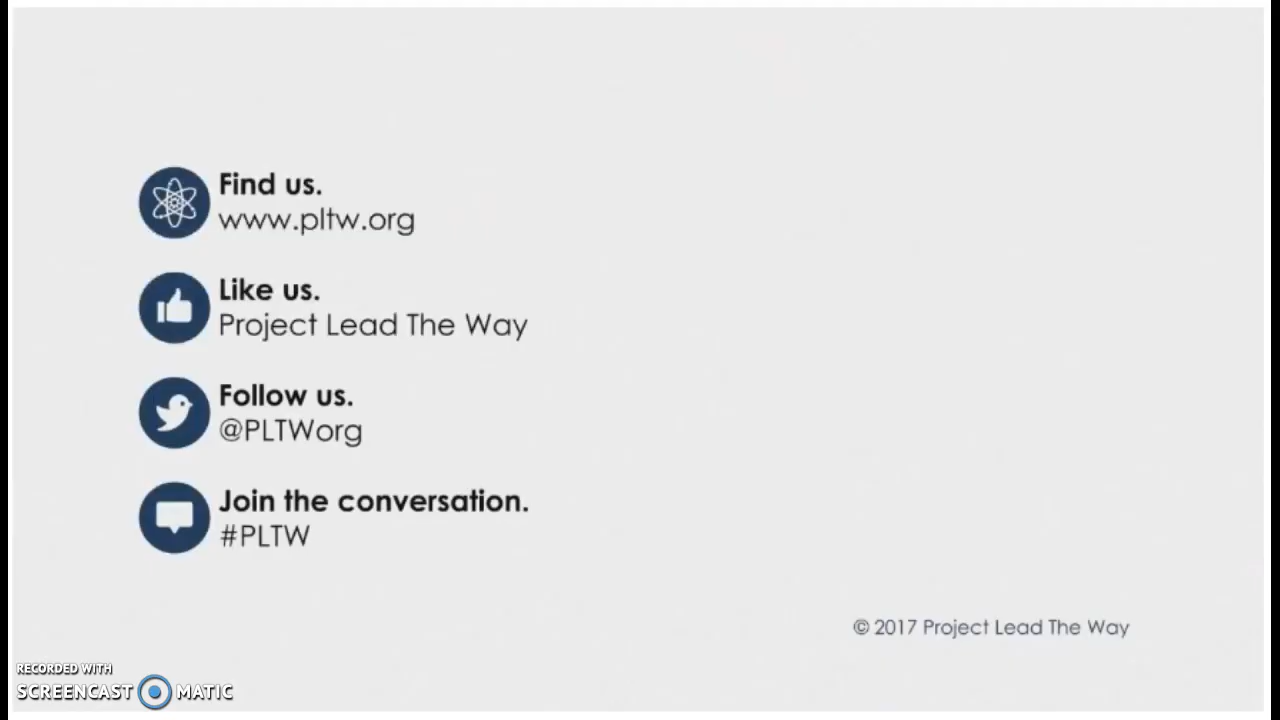 Find us.
www.pltw.org
Like us.
Project Lead The Way
Follow us.
@PLTWorg
Join the conversation.
#PLTW
© 2017 Project Lead The Way
RECORDED WITH
SCREENCAST MATIC